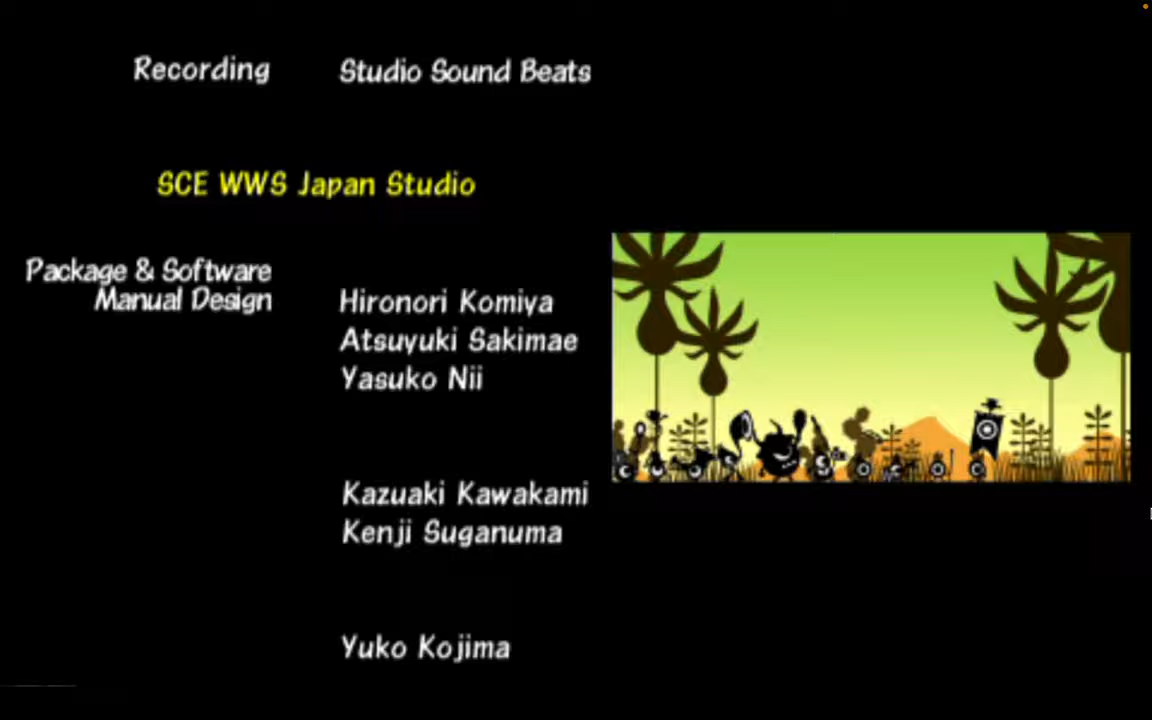 Recording Studio Sound Beats
SCE WWS Japan Studio
Package & Software
Manual Design Hironori Komiya
Atsuyuki Sakimae
Yasuko Nii
Kazuaki Kawakami
Kenji Suganuma
Yuko Kojima